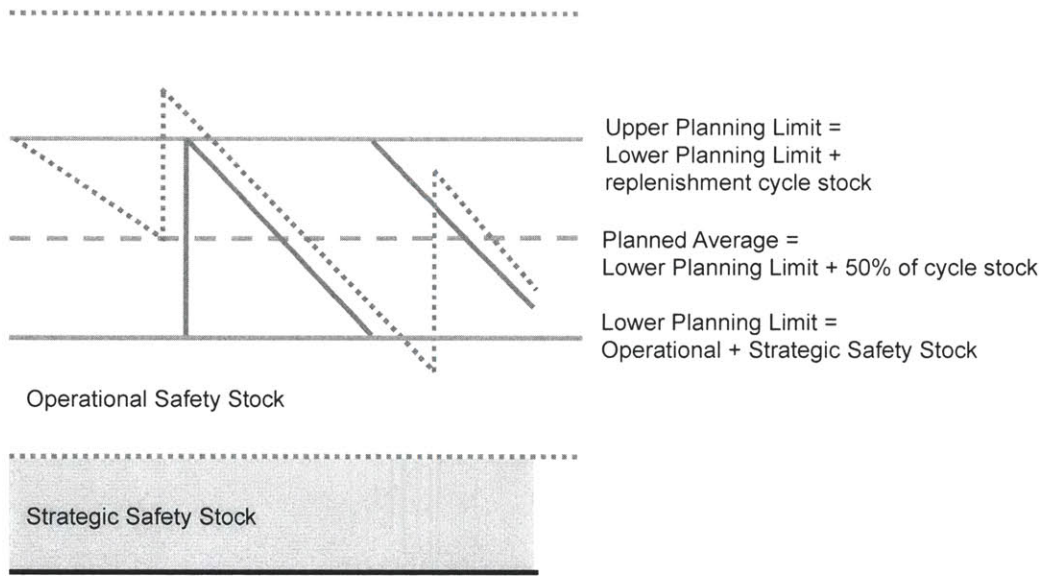 Upper Planning Limit =
Lower Planning Limit +
replenishment cycle stock
Planned Average =
Lower Planning Limit + 50% of cycle stock
Lower Planning Limit =
Operational + Strategic Safety Stock
Operational Safety Stock
Strategic Safety Stock